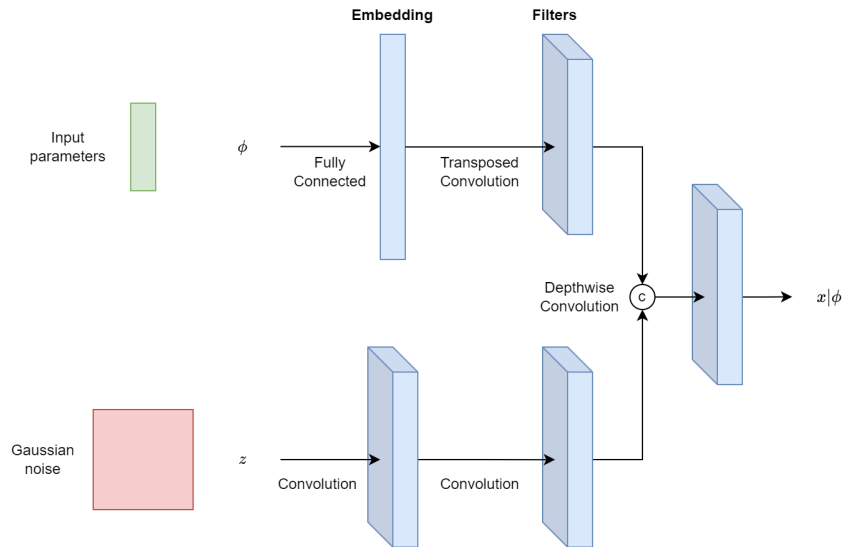 Embedding
Filters
Input
parameters
ϕ
Fully
Connected
Transposed
Convolution
Depthwise
Convolution
C
x|ϕ
Gaussian
noise
z
Convolution
Convolution